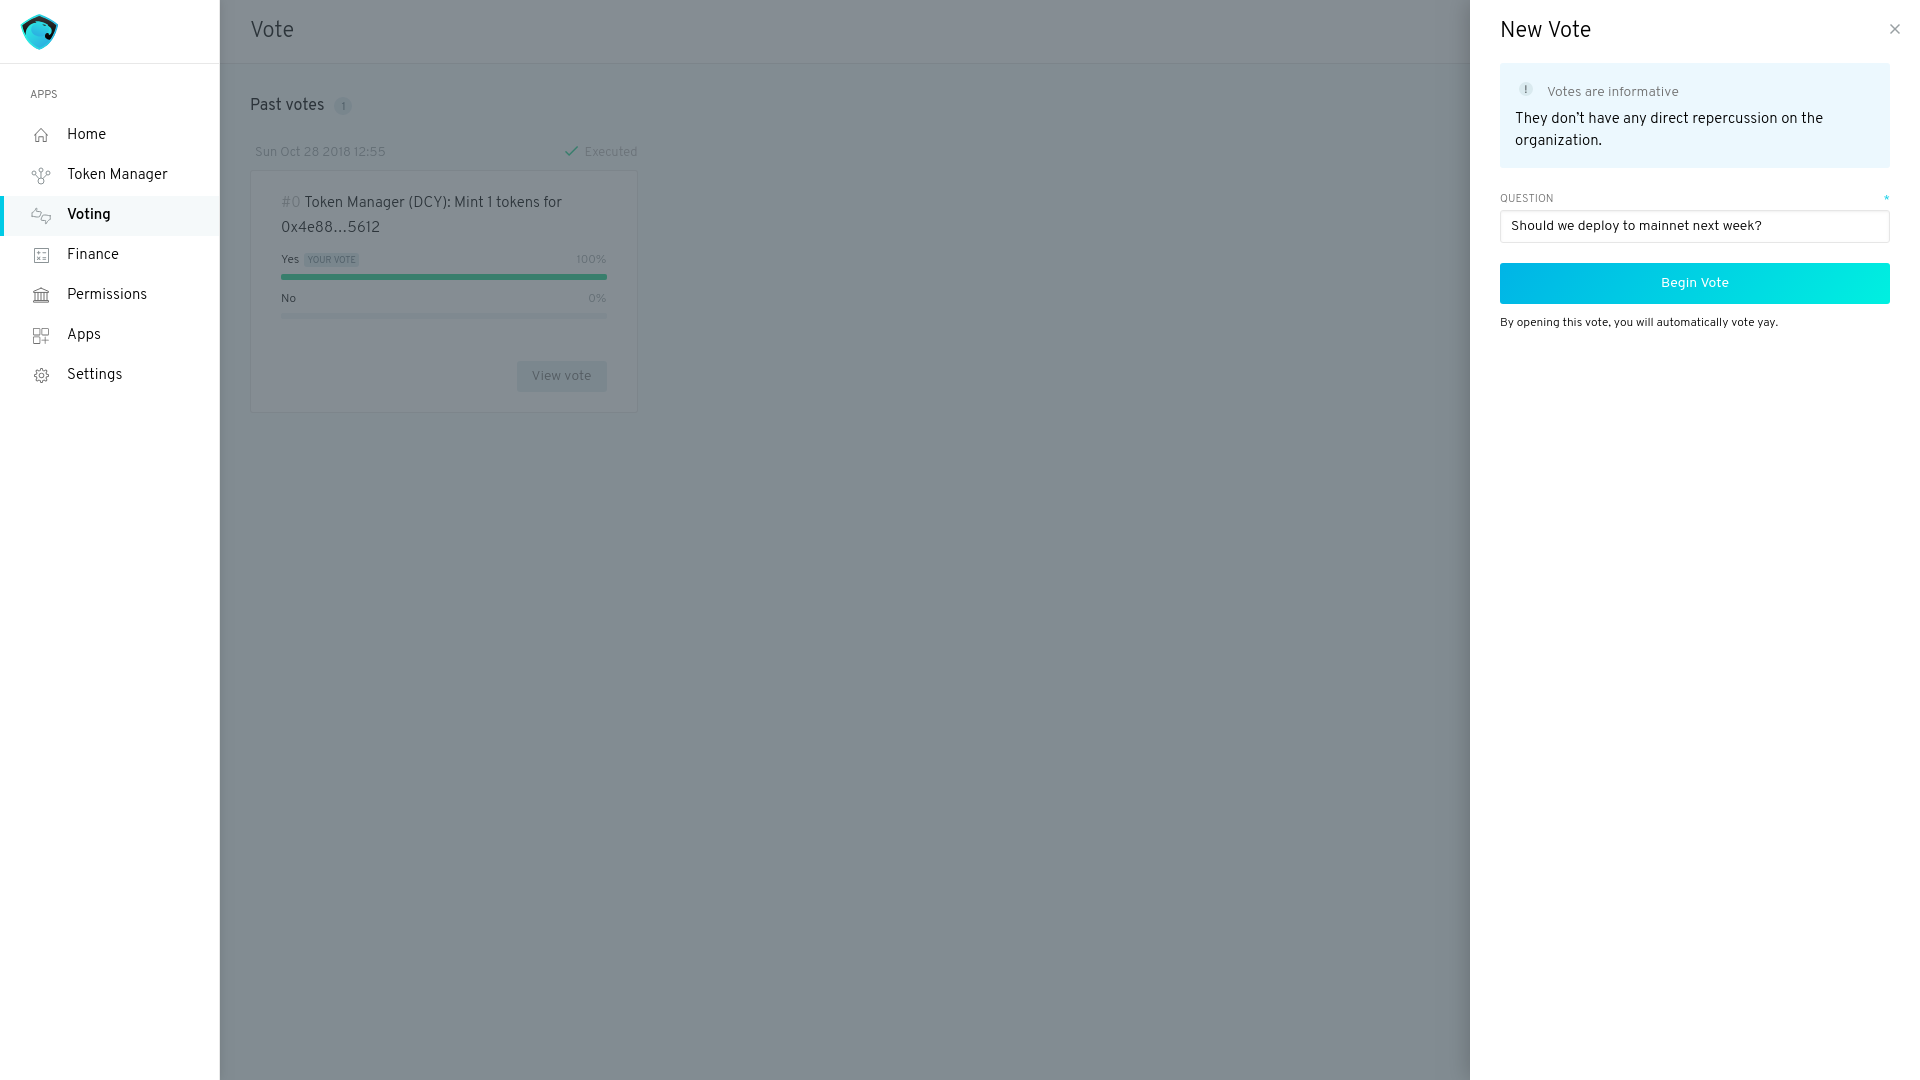 APPS
Home
Token Manager
Voting
Finance
Permissions
Apps
Settings
Vote
Past votes 1
Sun Oct 28 2018 12:55
Executed
#0 Token Manager (DCY): Mint 1 tokens for
0x4e88...5612
Yes YOUR VOTE 100%
No 0%
View vote
New Vote
×
! Votes are informative
They don't have any direct repercussion on the
organization.
QUESTION *
Should we deploy to mainnet next week?
Begin Vote
By opening this vote, you will automatically vote yay.